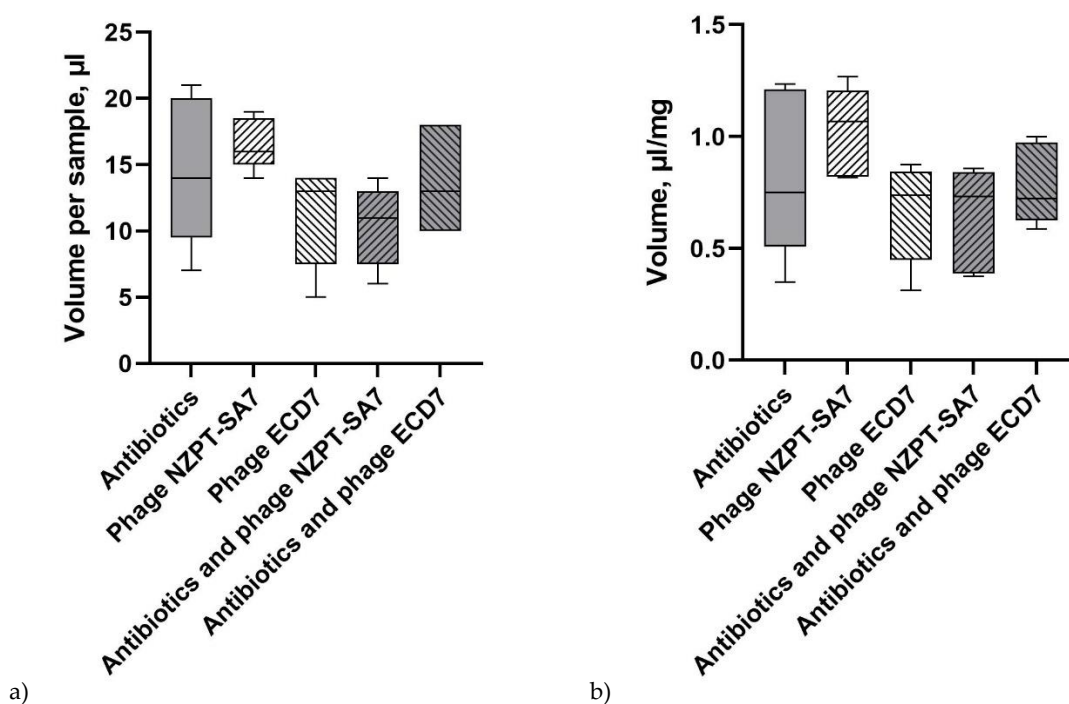 25
20
15
10
5
0
Volume per sample, µl
Antibiotics
Phage NZPT-SA7
Phage ECD7
Antibiotics and phage NZPT-SA7
Antibiotics and phage ECD7
a)
1.5
1.0
0.5
0.0
Volume, µl/mg
Antibiotics
Phage NZPT-SA7
Phage ECD7
Antibiotics and phage NZPT-SA7
Antibiotics and phage ECD7
b)